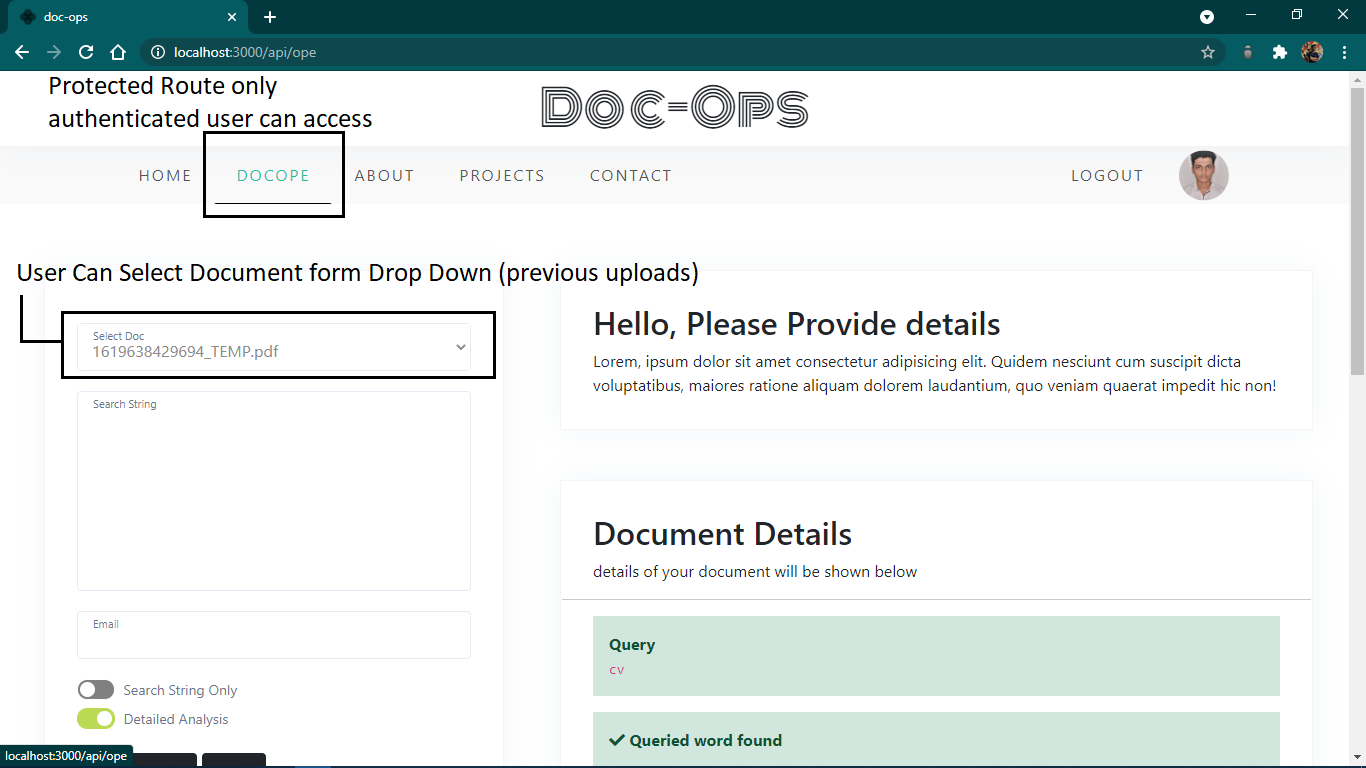 doc-ops
localhost:3000/api/ope
Protected Route only
authenticated user can access
Doc-Ops
HOME
DOCOPE
ABOUT
PROJECTS
CONTACT
LOGOUT
User Can Select Document form Drop Down (previous uploads)
Select Doc
1619638429694_TEMP.pdf
Search String
Email
Search String Only
Detailed Analysis
Hello, Please Provide details
Lorem, ipsum dolor sit amet consectetur adipisicing elit. Quidem nesciunt cum suscipit dicta
voluptatibus, maiores ratione aliquam dolorem laudantium, quo veniam quaerat impedit hic non!
Document Details
details of your document will be shown below
Query
cv
Queried word found
localhost:3000/api/ope